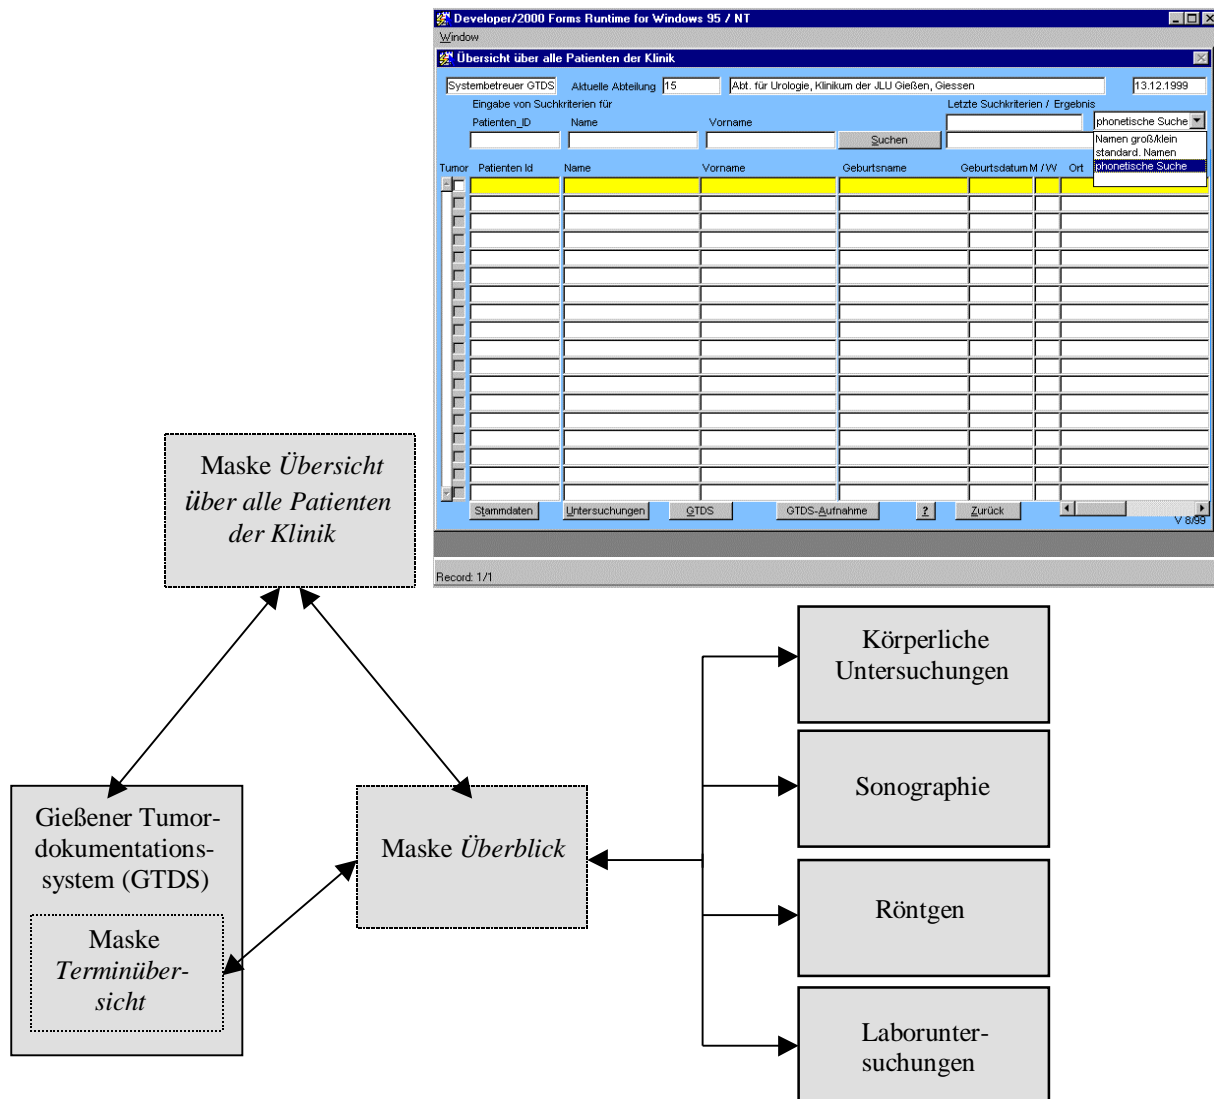 Developer/2000 Forms Runtime for Windows 95 / NT
Window
Übersicht über alle Patienten der Klinik
Systembetreuer GTDS Aktuelle Abteilung 15 Abt. für Urologie, Klinikum der JLU Gießen, Giessen 13.12.1999
Eingabe von Suchkriterien für Letzte Suchkriterien / Ergebnis
Patienten_ID Name Vorname phonetische Suche
Suchen
Namen groß/klein
standard. Namen
phonetische Suche
Tumor Patienten Id Name Vorname Geburtsname Geburtsdatum M / W Ort
Stammdaten Untersuchungen GTDS GTDS-Aufnahme ? Zurück
V 8/99
Record: 1/1
Maske Übersicht
über alle Patienten
der Klinik
Körperliche
Untersuchungen
Sonographie
Gießener Tumor-
dokumentations-
system (GTDS)
Maske Überblick
Röntgen
Maske
Terminüber-
sicht
Laborunter-
suchungen